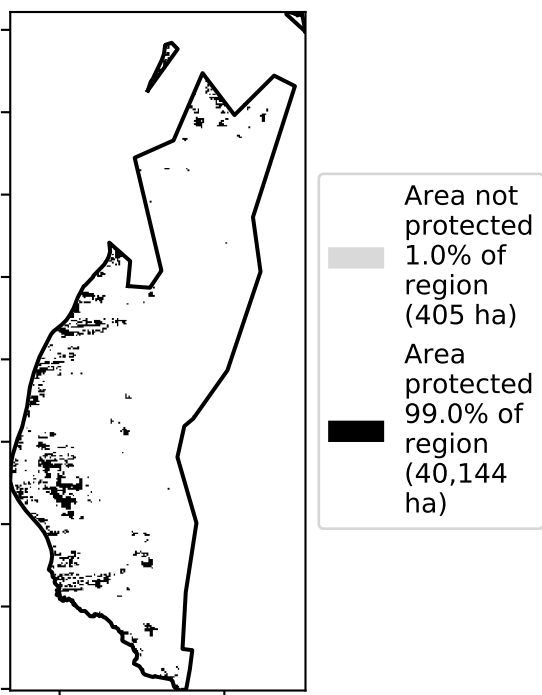 Area not
protected
1.0% of
region
(405 ha)
Area
protected
99.0% of
region
(40,144
ha)